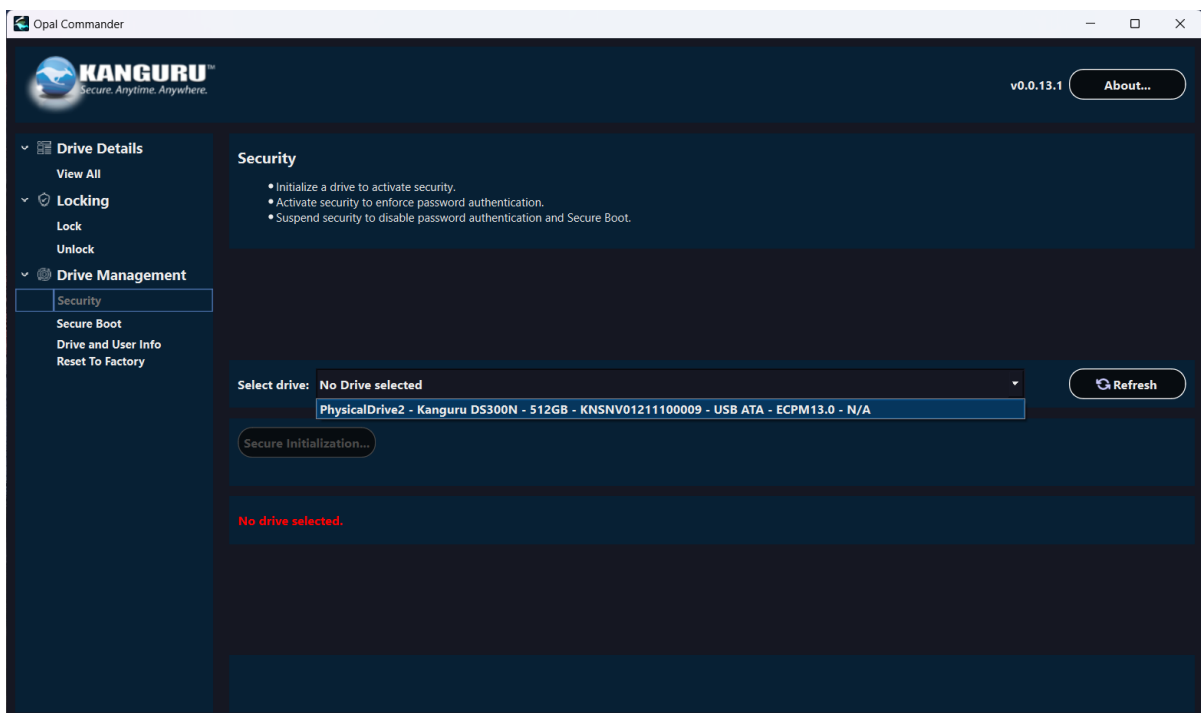 Opal Commander
KANGURU™
Secure. Anytime. Anywhere.
v0.0.13.1
About...
Drive Details
View All
Locking
Lock
Unlock
Drive Management
Security
Secure Boot
Drive and User Info
Reset To Factory
Security
Initialize a drive to activate security.
Activate security to enforce password authentication.
Suspend security to disable password authentication and Secure Boot.
Select drive: No Drive selected
Refresh
PhysicalDrive2 - Kanguru DS300N - 512GB - KNSNV01211100009 - USB ATA - ECPM13.0 - N/A
Secure Initialization...
No drive selected.